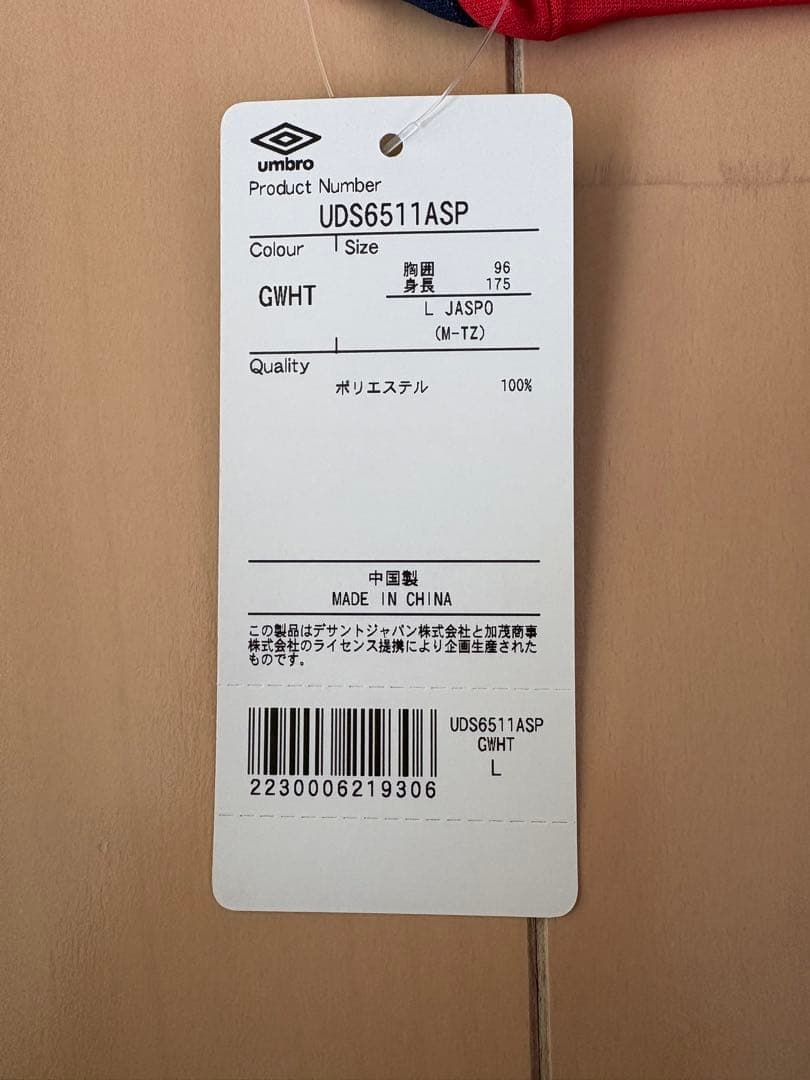 umbro
Product Number
UDS6511ASP
Colour
Size
GWHT
胸囲 96
身長 175
L JASPO
(M-TZ)
Quality
ポリエステル 100%
中国製
MADE IN CHINA
この製品はデサントジャパン株式会社と加茂商事
株式会社のライセンス提携により企画生産された
ものです。
UDS6511ASP
GWHT
L
2230006219306